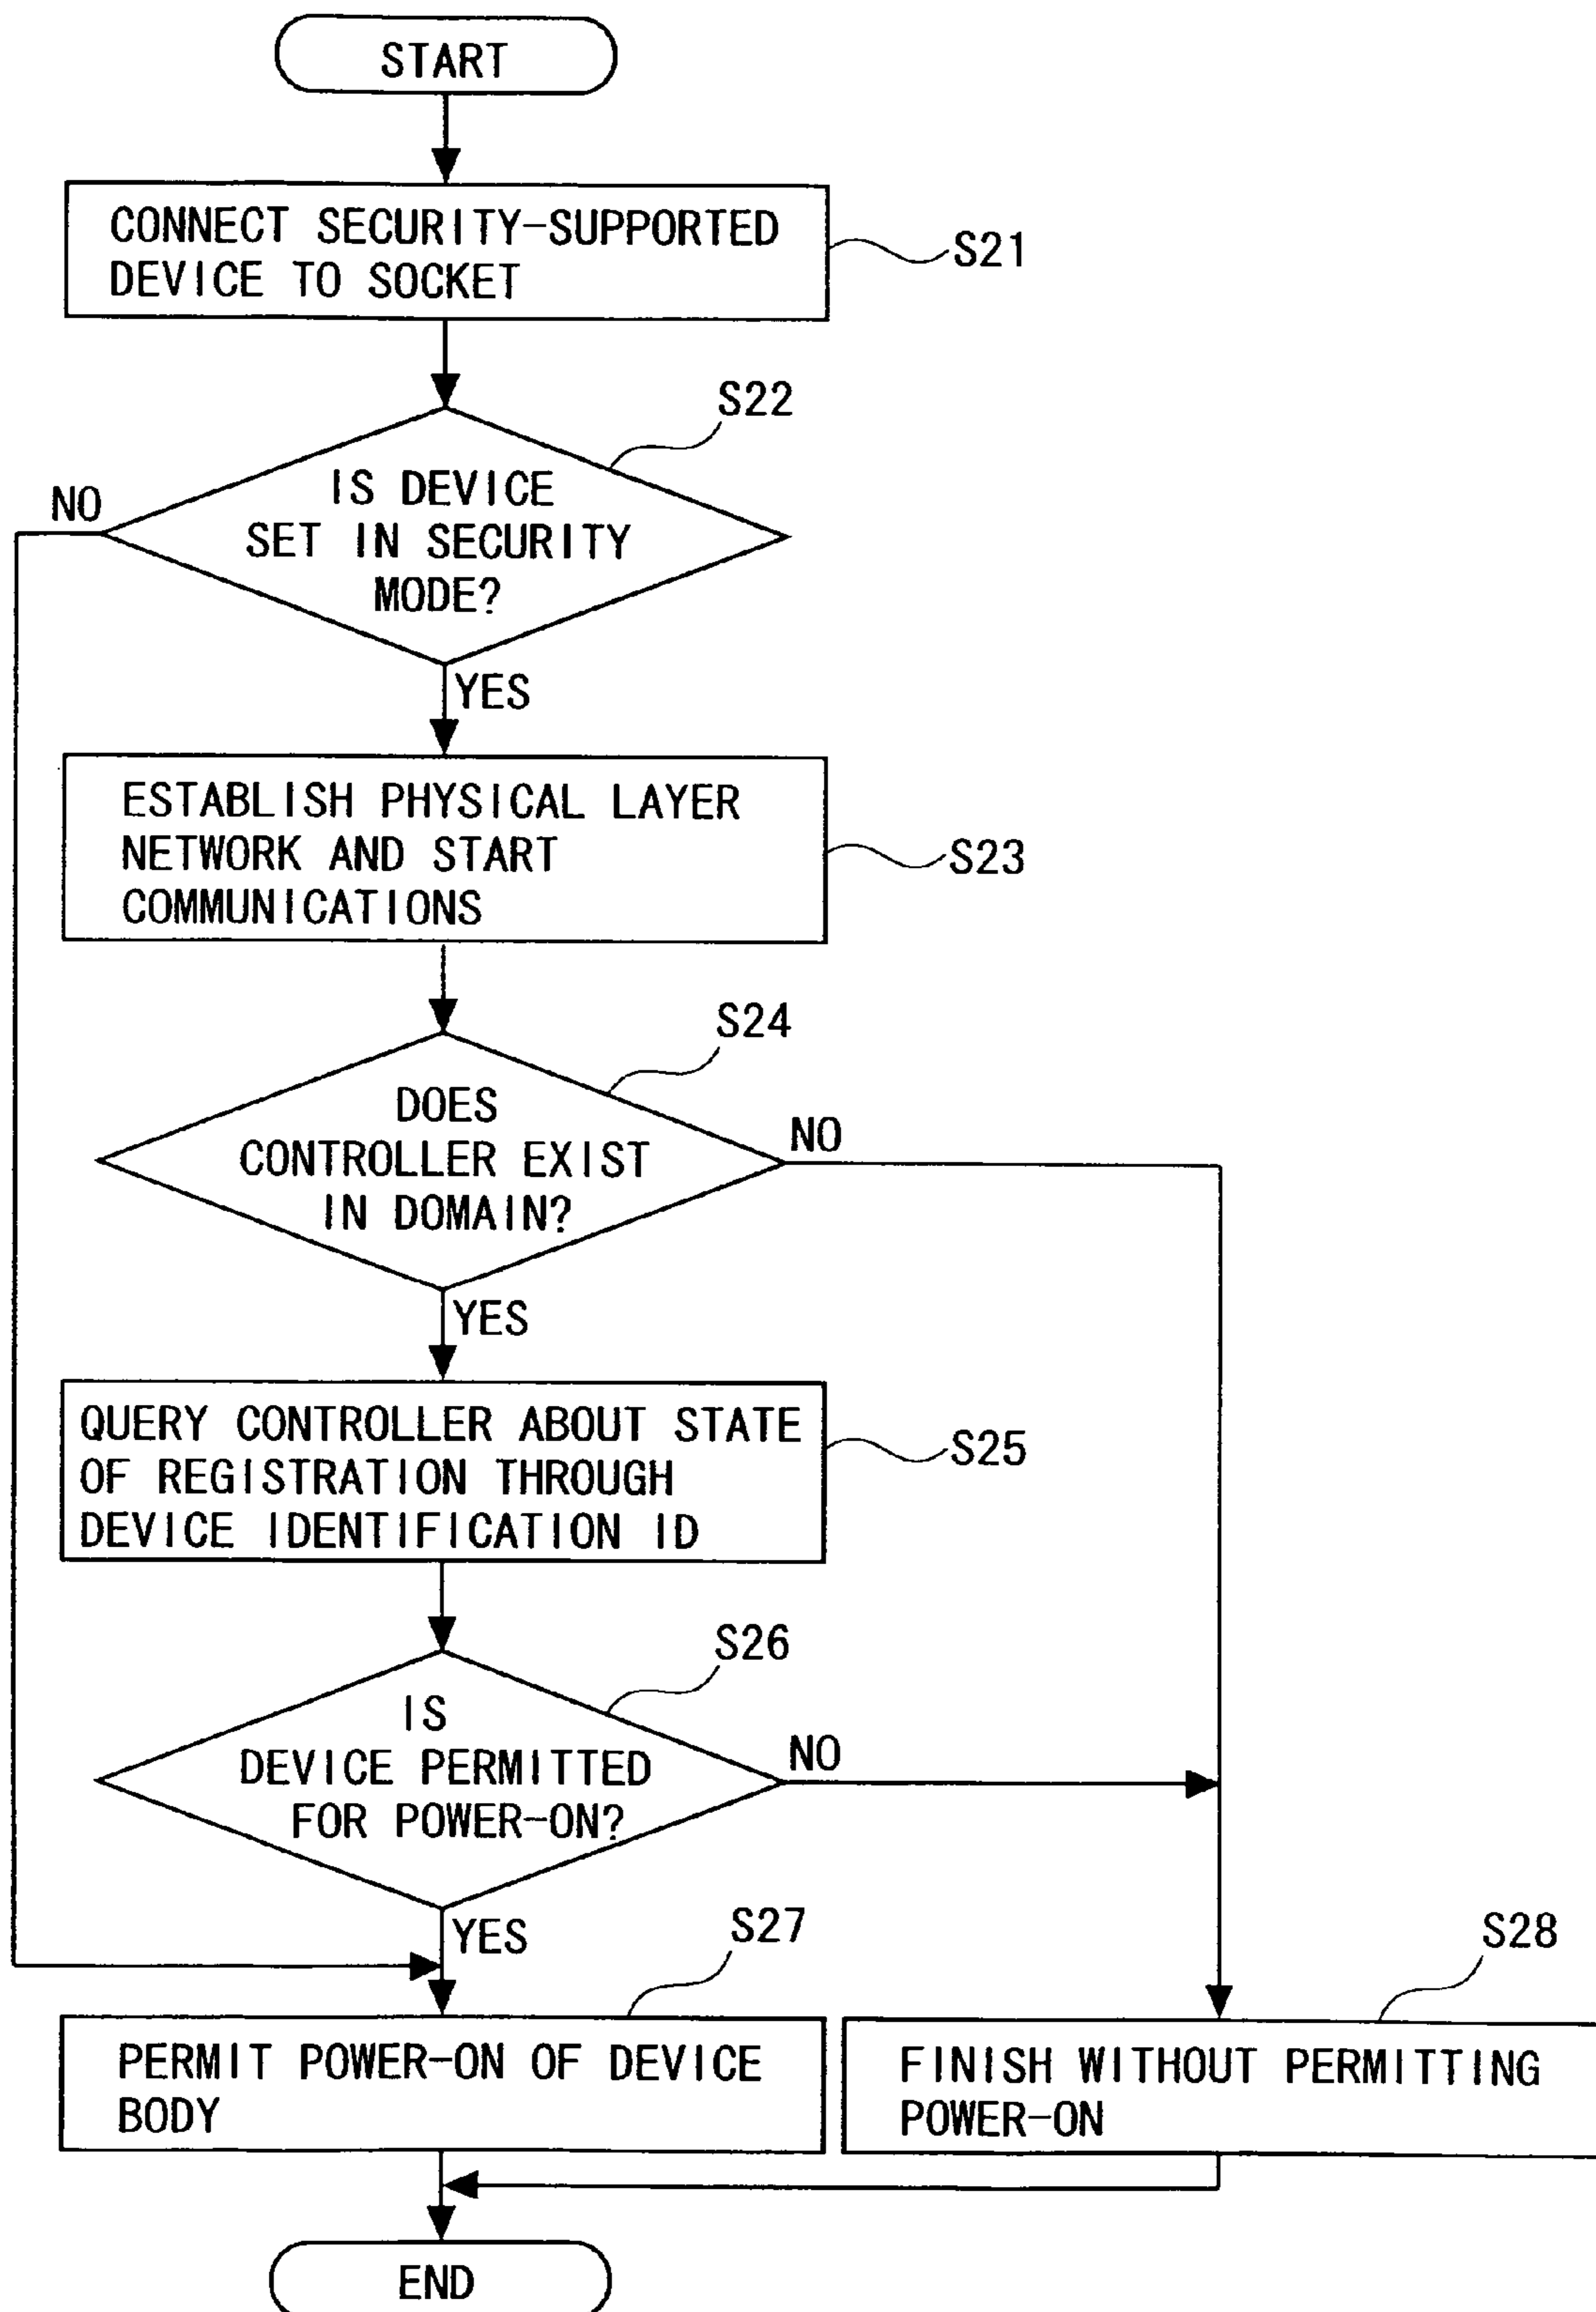 START
CONNECT SECURITY-SUPPORTED
DEVICE TO SOCKET
S21
S22
IS DEVICE
SET IN SECURITY
MODE?
NO
YES
ESTABLISH PHYSICAL LAYER
NETWORK AND START
COMMUNICATIONS
S23
S24
DOES
CONTROLLER EXIST
IN DOMAIN?
NO
YES
QUERY CONTROLLER ABOUT STATE
OF REGISTRATION THROUGH
DEVICE IDENTIFICATION ID
S25
S26
IS
DEVICE PERMITTED
FOR POWER-ON?
NO
YES
S27
PERMIT POWER-ON OF DEVICE
BODY
S28
FINISH WITHOUT PERMITTING
POWER-ON
END